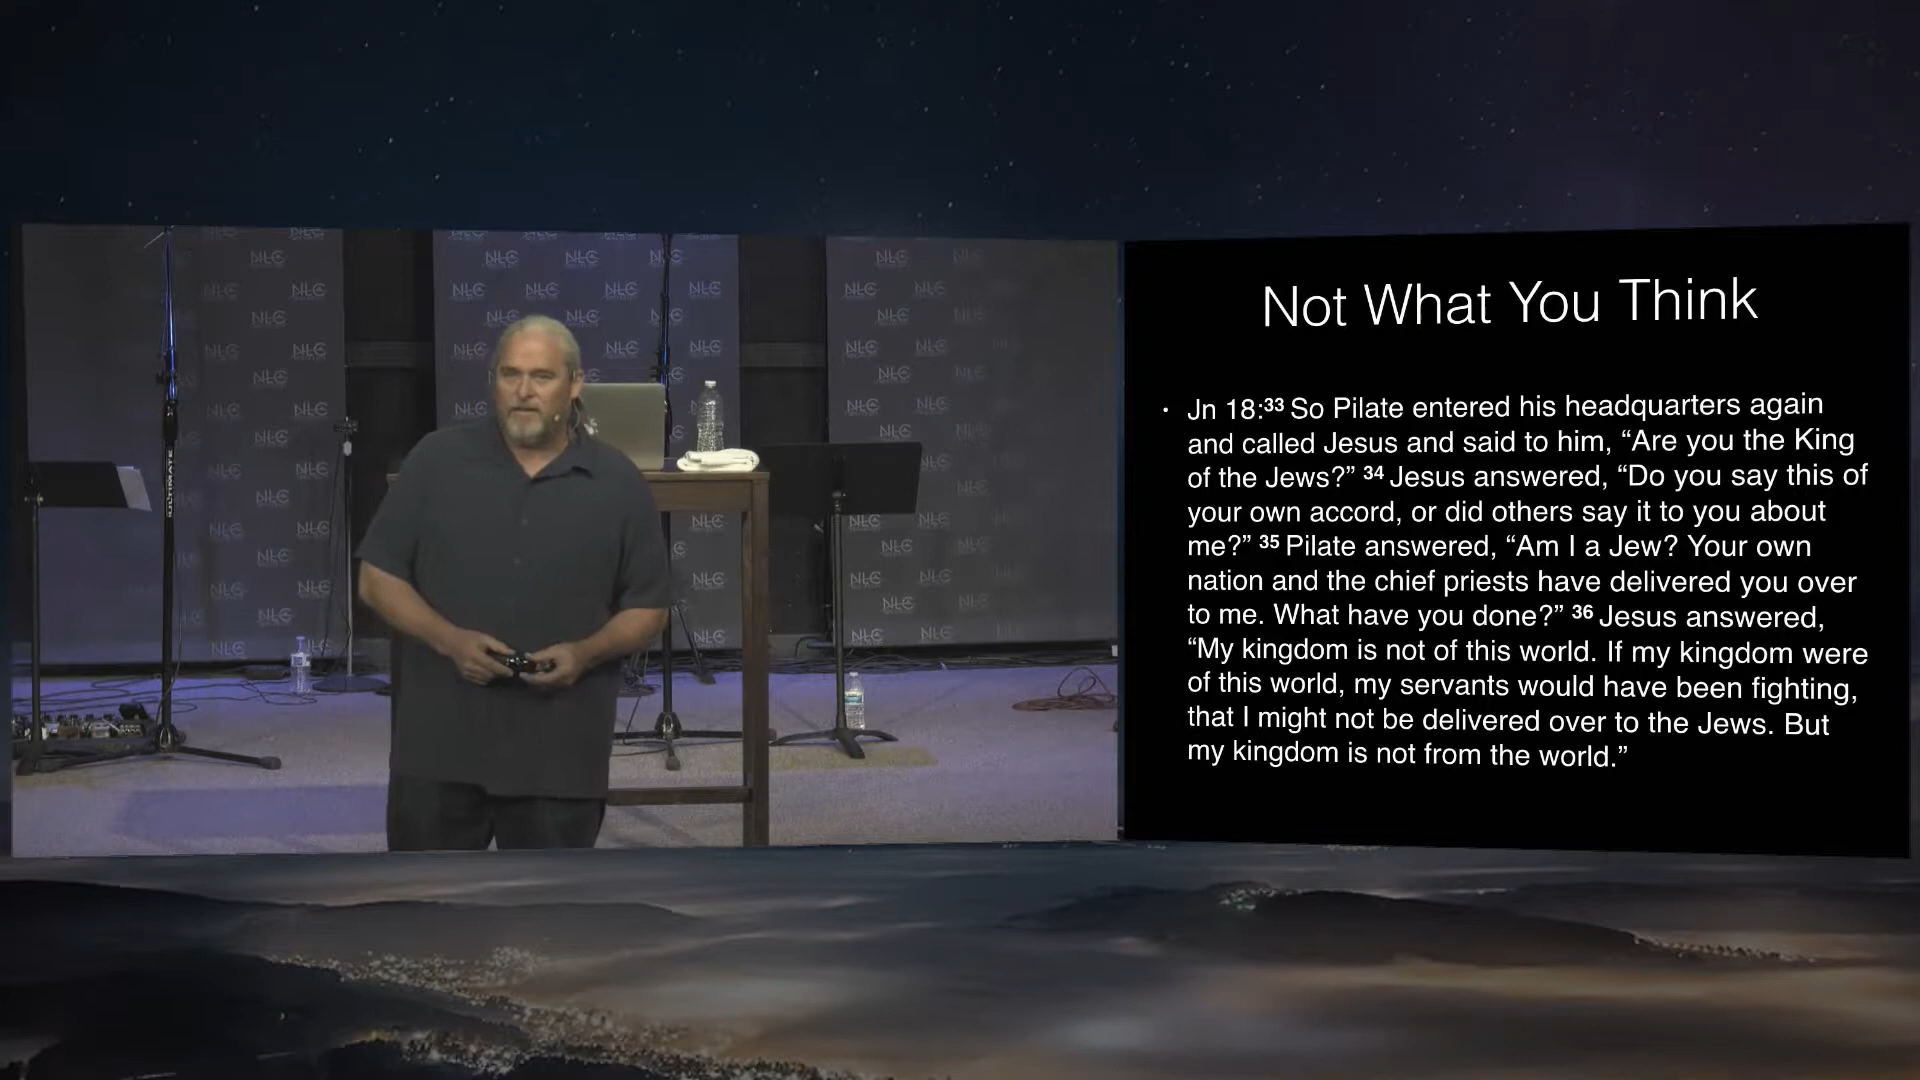 NLC
ULTIMATE
Not What You Think
• Jn 18:³³ So Pilate entered his headquarters again
and called Jesus and said to him, “Are you the King
of the Jews?” ³⁴ Jesus answered, “Do you say this of
your own accord, or did others say it to you about
me?” ³⁵ Pilate answered, “Am I a Jew? Your own
nation and the chief priests have delivered you over
to me. What have you done?” ³⁶ Jesus answered,
“My kingdom is not of this world. If my kingdom were
of this world, my servants would have been fighting,
that I might not be delivered over to the Jews. But
my kingdom is not from the world.”